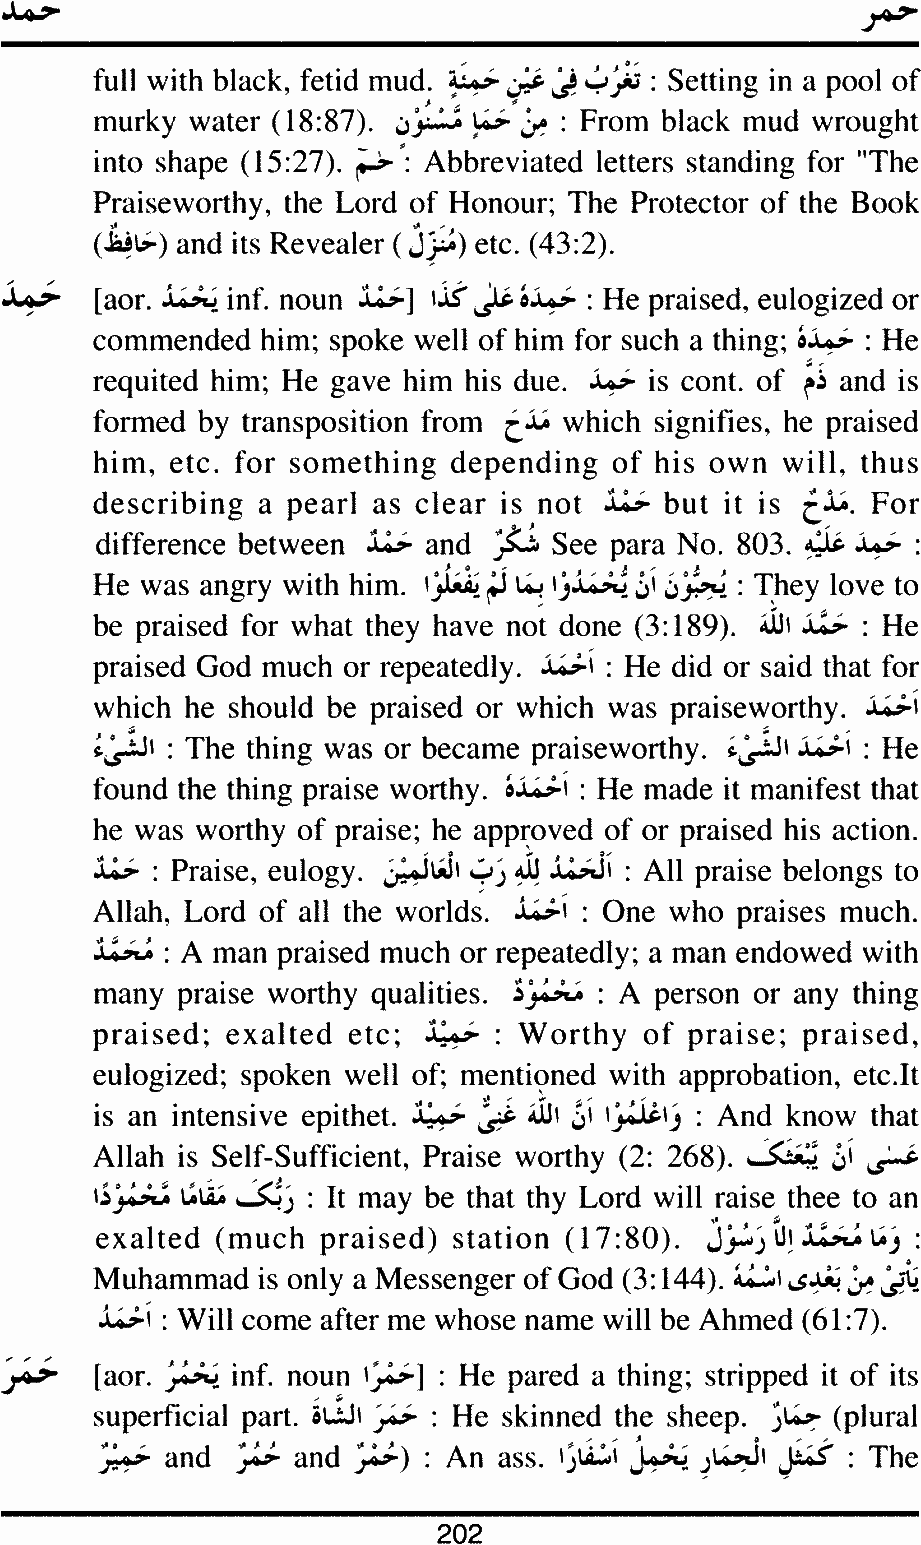 حمد حمر
full with black, fetid mud. تَغْرُبُ فِیْ عَیْنٍ حَمِئَةٍ : Setting in a pool of
murky water (18:87). مِنْ حَمَاٍ مَّسْنُوْنٍ : From black mud wrought
into shape (15:27). حٰمٓ : Abbreviated letters standing for "The
Praiseworthy, the Lord of Honour; The Protector of the Book
(حَافِظٌ) and its Revealer (مُنَزِّلٌ) etc. (43:2).
حَمِدَ [aor. یَحْمَدُ inf. noun حَمْدٌ] حَمِدَهُ عَلٰی کَذَا : He praised, eulogized or
commended him; spoke well of him for such a thing; حَمِدَهُ : He
requited him; He gave him his due. حَمِدَ is cont. of ذَمَّ and is
formed by transposition from مَدَحَ which signifies, he praised
him, etc. for something depending of his own will, thus
describing a pearl as clear is not حَمْدٌ but it is مَدْحٌ. For
difference between حَمْدٌ and شُکْرٌ See para No. 803. حَمِدَ عَلَیْهِ :
He was angry with him. یُحِبُّوْنَ اَنْ یُّحْمَدُوْا بِمَا لَمْ یَفْعَلُوْا : They love to
be praised for what they have not done (3:189). حَمَّدَ اللّٰهَ : He
praised God much or repeatedly. اَحْمَدَ : He did or said that for
which he should be praised or which was praiseworthy. اَحْمَدَ
الشَّیْءُ : The thing was or became praiseworthy. اَحْمَدَ الشَّیْءَ : He
found the thing praise worthy. اَحْمَدَهُ : He made it manifest that
he was worthy of praise; he approved of or praised his action.
حَمْدٌ : Praise, eulogy. اَلْحَمْدُ لِلّٰهِ رَبِّ الْعَالَمِیْنَ : All praise belongs to
Allah, Lord of all the worlds. اَحْمَدُ : One who praises much.
مُحَمَّدٌ : A man praised much or repeatedly; a man endowed with
many praise worthy qualities. مَحْمُوْدٌ : A person or any thing
praised; exalted etc; حَمِیْدٌ : Worthy of praise; praised,
eulogized; spoken well of; mentioned with approbation, etc.It
is an intensive epithet. وَاعْلَمُوْا اَنَّ اللّٰهَ غَنِیٌّ حَمِیْدٌ : And know that
Allah is Self-Sufficient, Praise worthy (2: 268). عَسٰی اَنْ یَّبْعَثَکَ
رَبُّکَ مَقَامًا مَّحْمُوْدًا : It may be that thy Lord will raise thee to an
exalted (much praised) station (17:80). وَمَا مُحَمَّدٌ اِلَّا رَسُوْلٌ :
Muhammad is only a Messenger of God (3:144). یَاْتِیْ مِنْ بَعْدِی اسْمُهُ
اَحْمَدُ : Will come after me whose name will be Ahmed (61:7).
حَمَرَ [aor. یَحْمُرُ inf. noun حَمْرًا] : He pared a thing; stripped it of its
superficial part. حَمَرَ الشَّاةَ : He skinned the sheep. حِمَارٌ (plural
حَمِیْرٌ and حُمُرٌ and حُمْرٌ) : An ass. کَمَثَلِ الْحِمَارِ یَحْمِلُ اَسْفَارًا : The
202